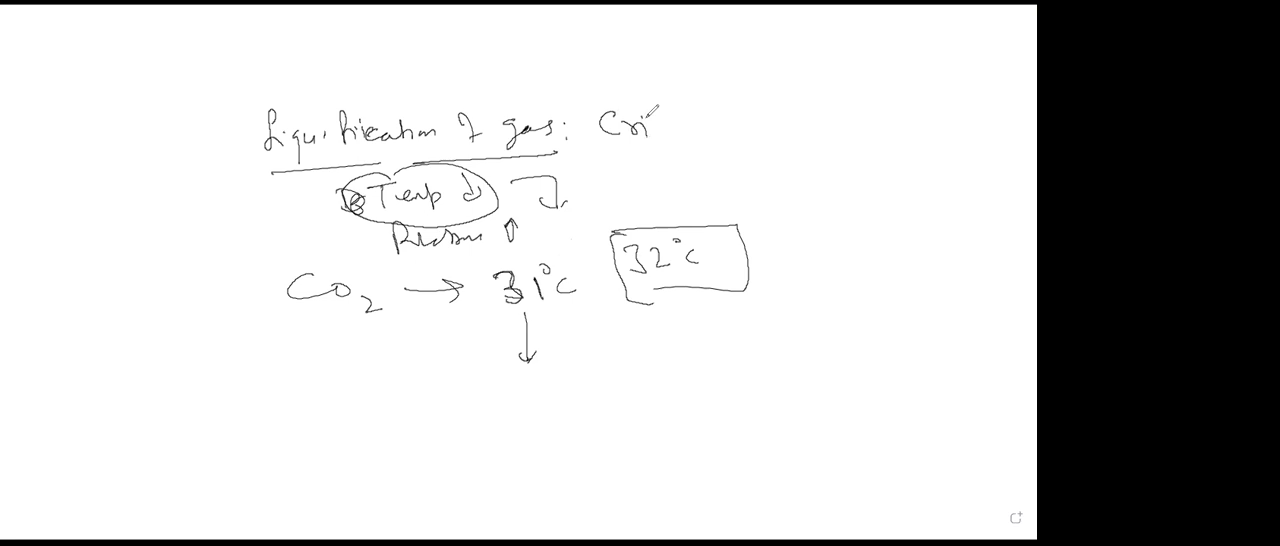 Liquification of gas: Cri
Temp ↓
Pressure ↑
CO2 → 31°C 32°C
↓